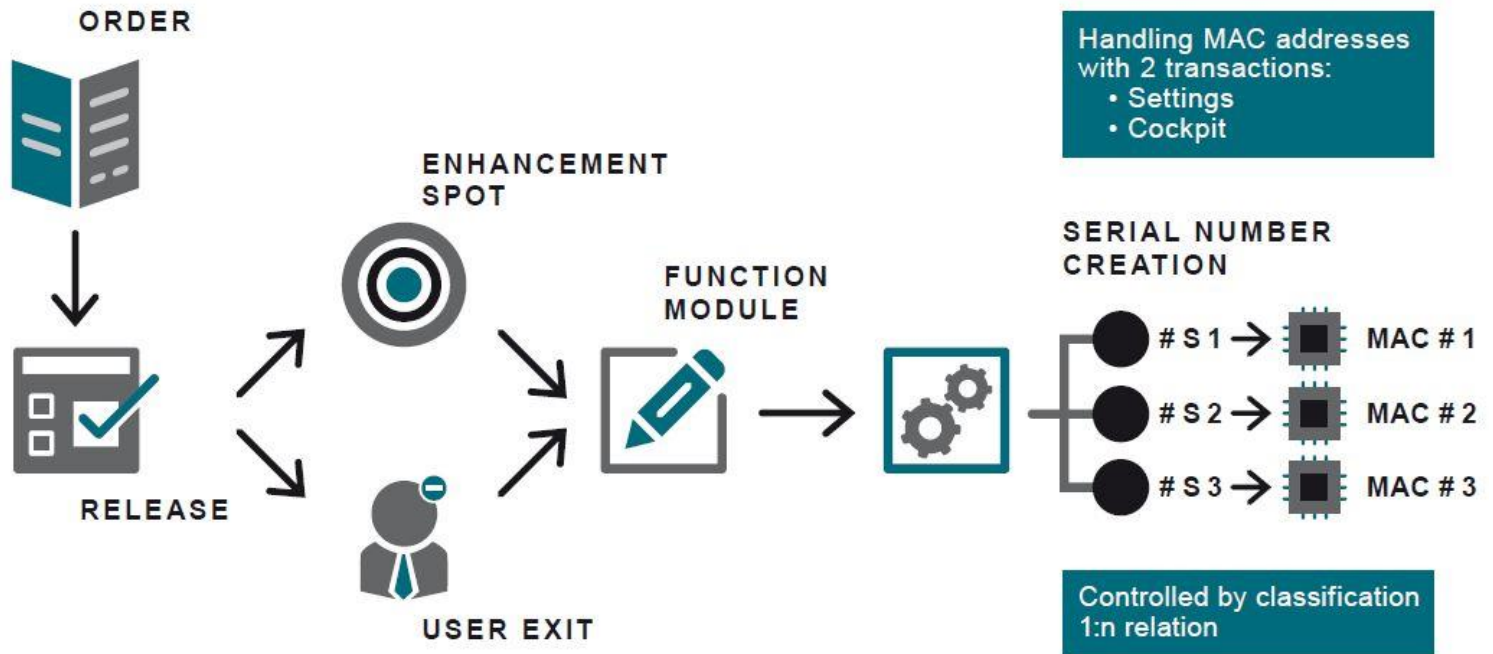 ORDER
Handling MAC addresses
with 2 transactions:
• Settings
• Cockpit
ENHANCEMENT
SPOT
SERIAL NUMBER
CREATION
FUNCTION
MODULE
# S 1
MAC # 1
# S 2
MAC # 2
# S 3
MAC # 3
RELEASE
USER EXIT
Controlled by classification
1:n relation